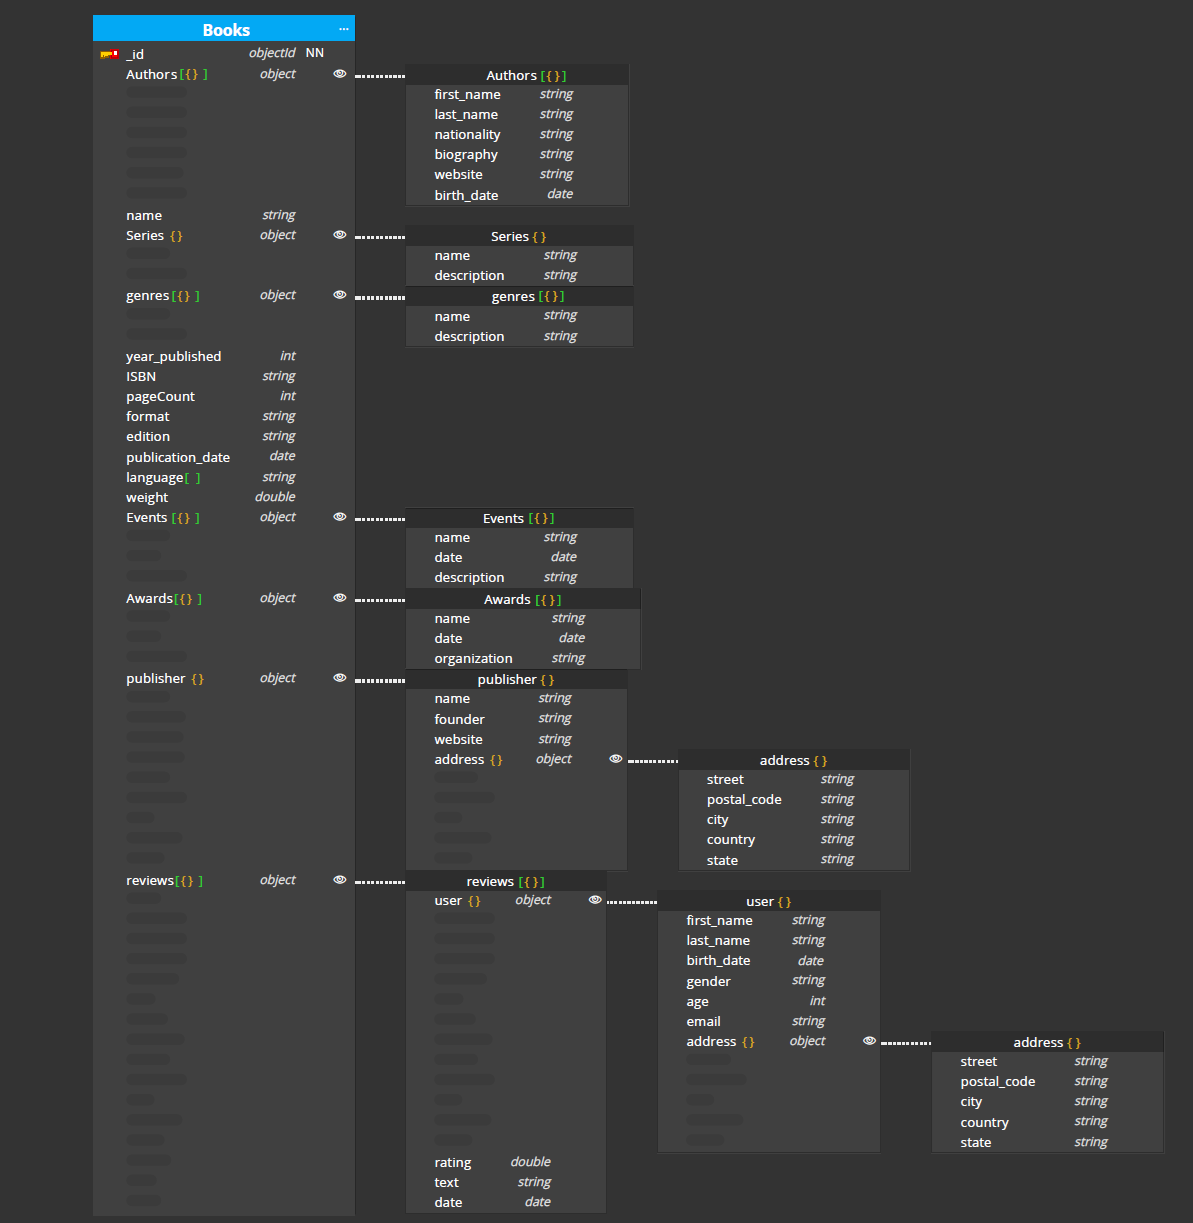 Books ...
_id objectId NN
Authors[{} ] object
name string
Series {} object
genres[{} ] object
year_published int
ISBN string
pageCount int
format string
edition string
publication_date date
language[ ] string
weight double
Events [{} ] object
Awards[{} ] object
publisher {} object
reviews[{} ] object
Authors [{}]
first_name string
last_name string
nationality string
biography string
website string
birth_date date
Series {}
name string
description string
genres [{}]
name string
description string
Events [{}]
name string
date date
description string
Awards [{}]
name string
date date
organization string
publisher {}
name string
founder string
website string
address {} object
address {}
street string
postal_code string
city string
country string
state string
reviews [{}]
user {} object
rating double
text string
date date
user {}
first_name string
last_name string
birth_date date
gender string
age int
email string
address {} object
address {}
street string
postal_code string
city string
country string
state string